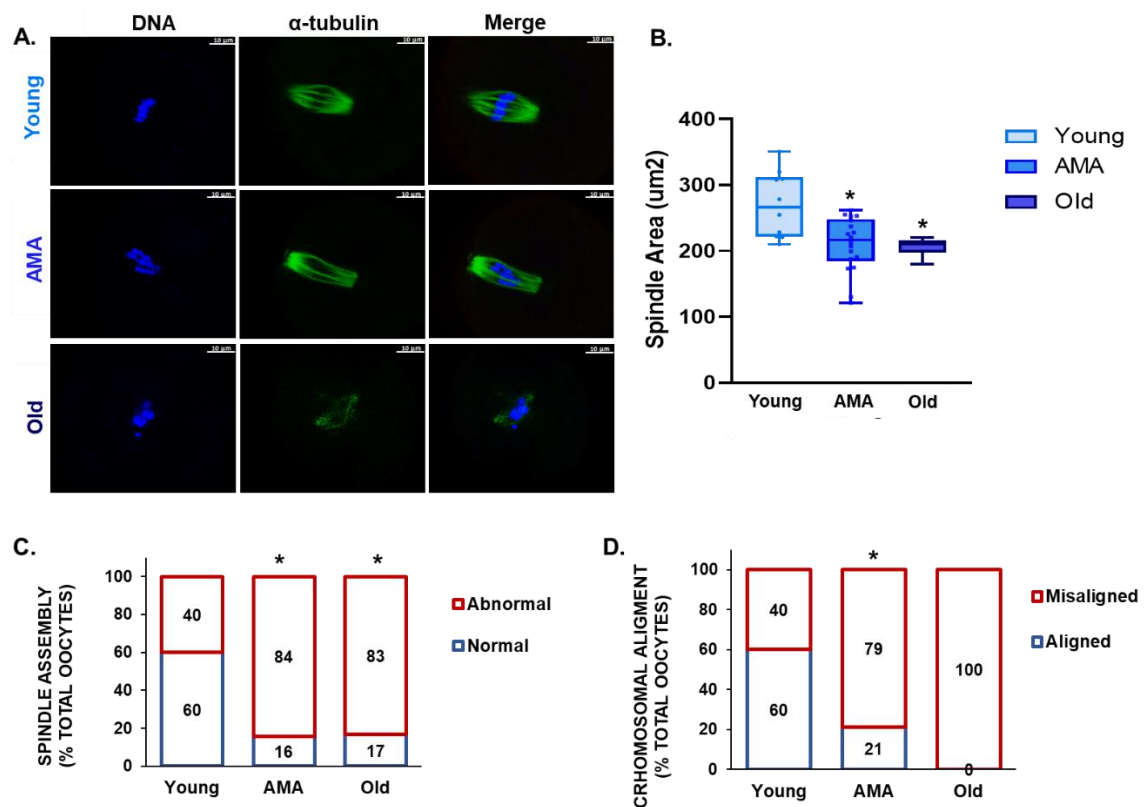 A.
DNA
α-tubulin
Merge
Young
10 µm
10 µm
10 µm
AMA
10 µm
10 µm
10 µm
Old
10 µm
10 µm
10 µm
B.
Spindle Area (um2)
400
300
200
100
0
*
*
Young
AMA
Old
Young
AMA
Old
C.
SPINDLE ASSEMBLY
(% TOTAL OOCYTES)
100
80
60
40
20
0
*
*
40
60
84
16
83
17
Young
AMA
Old
Abnormal
Normal
D.
CRHOMOSOMAL ALIGMENT
(% TOTAL OOCYTES)
100
80
60
40
20
0
*
40
60
79
21
100
0
Young
AMA
Old
Misaligned
Aligned